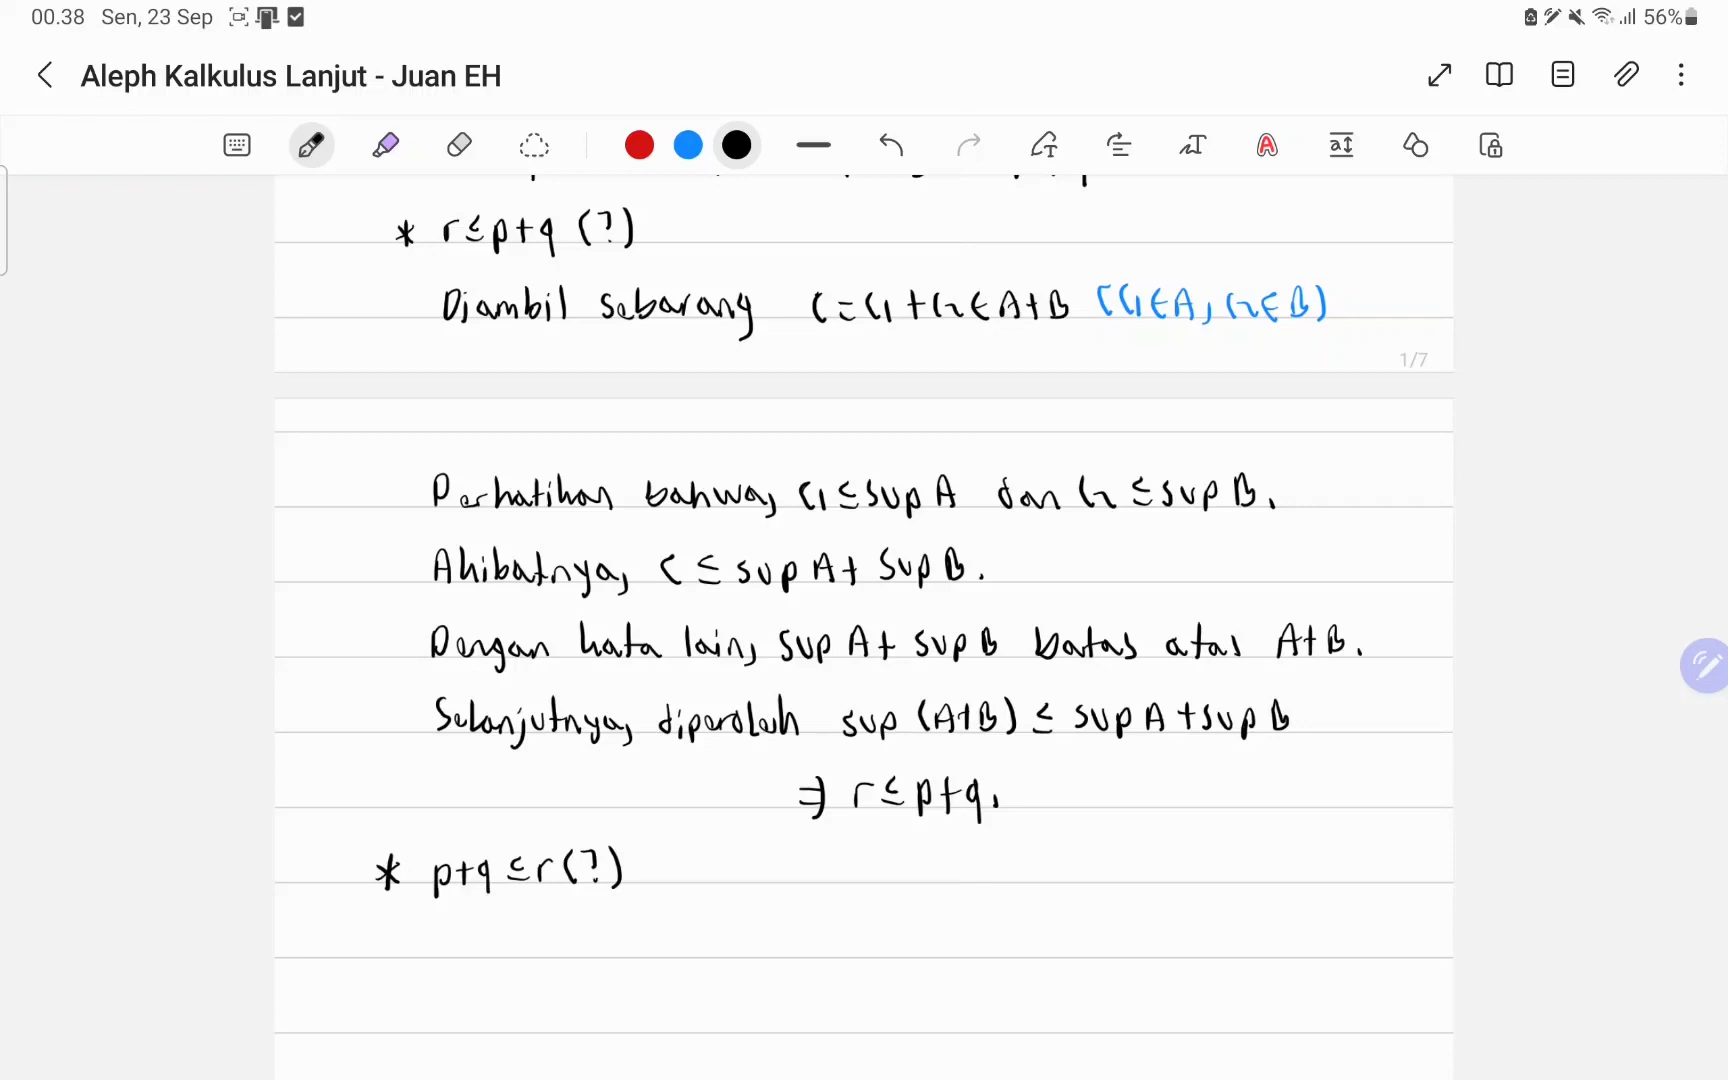 00.38 Sen, 23 Sep 56%
Aleph Kalkulus Lanjut - Juan EH
* r ≤ p+q (?)
Diambil sebarang c = c1 + c2 ∈ A+B (c1 ∈ A, c2 ∈ B)
1/7
Perhatikan bahwa, c1 ≤ sup A dan c2 ≤ sup B.
Akibatnya, c ≤ sup A + sup B.
Dengan kata lain, sup A + sup B batas atas A+B.
Selanjutnya, diperoleh sup (A+B) ≤ sup A + sup B
⇒ r ≤ p+q.
* p+q ≤ r (?)